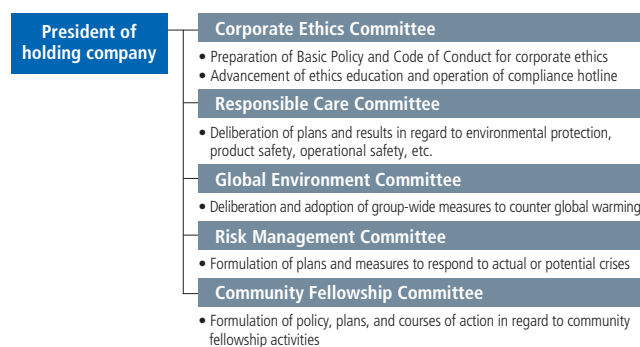 President of
holding company
Corporate Ethics Committee
• Preparation of Basic Policy and Code of Conduct for corporate ethics
• Advancement of ethics education and operation of compliance hotline
Responsible Care Committee
• Deliberation of plans and results in regard to environmental protection,
product safety, operational safety, etc.
Global Environment Committee
• Deliberation and adoption of group-wide measures to counter global warming
Risk Management Committee
• Formulation of plans and measures to respond to actual or potential crises
Community Fellowship Committee
• Formulation of policy, plans, and courses of action in regard to community
fellowship activities